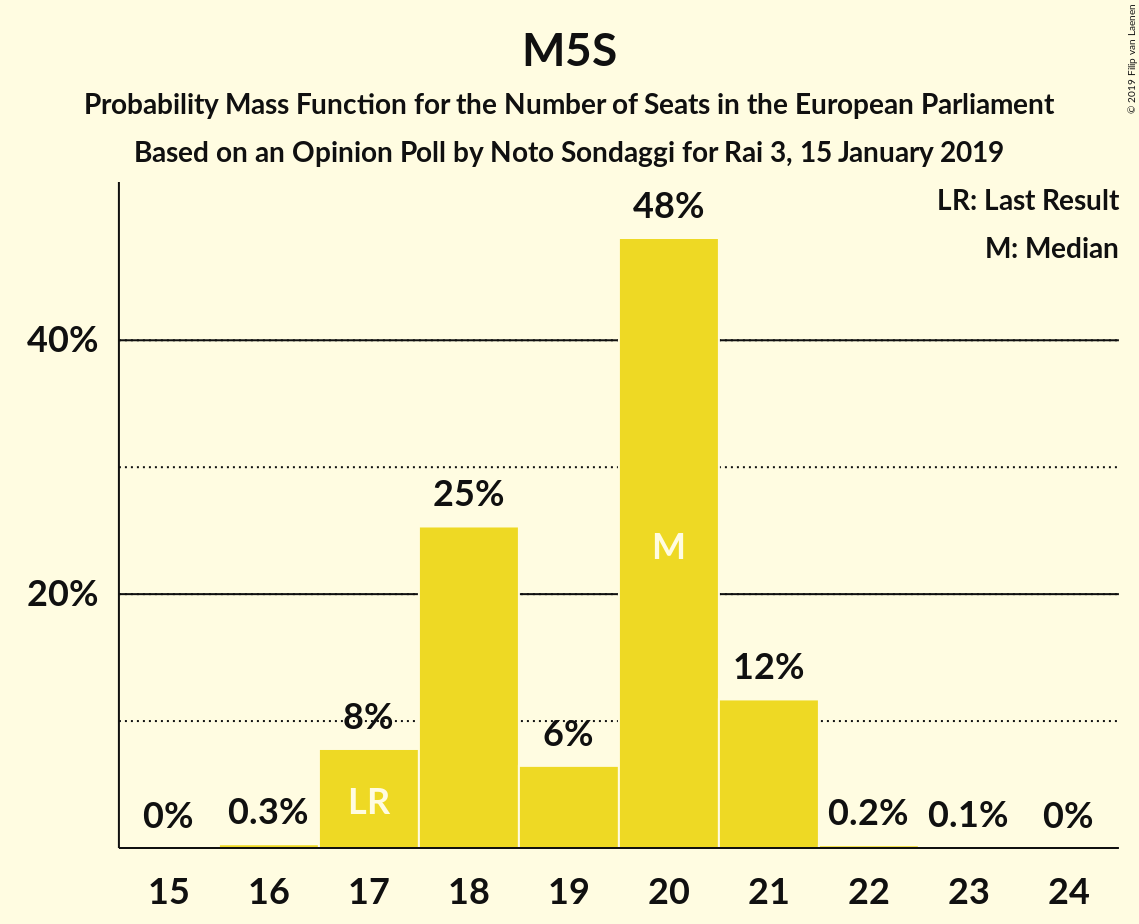 M5S
Probability Mass Function for the Number of Seats in the European Parliament
Based on an Opinion Poll by Noto Sondaggi for Rai 3, 15 January 2019
© 2019 Filip van Laenen
LR: Last Result
M: Median
48%
40%
25%
M
20%
12%
8%
6%
LR
0%
0.3%
0.2%
0.1%
0%
15 16 17 18 19 20 21 22 23 24